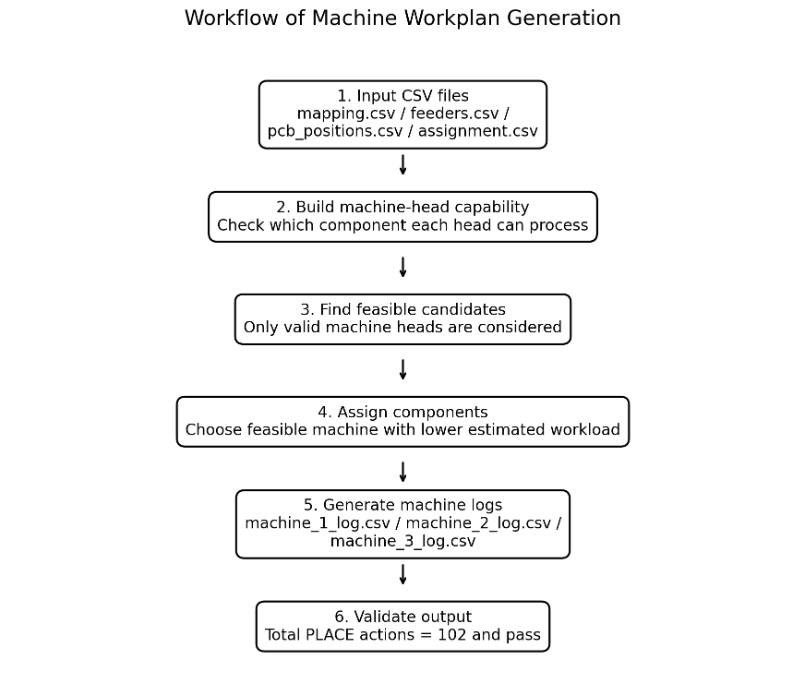 Workflow of Machine Workplan Generation
1. Input CSV files
mapping.csv / feeders.csv /
pcb_positions.csv / assignment.csv
2. Build machine-head capability
Check which component each head can process
3. Find feasible candidates
Only valid machine heads are considered
4. Assign components
Choose feasible machine with lower estimated workload
5. Generate machine logs
machine_1_log.csv / machine_2_log.csv /
machine_3_log.csv
6. Validate output
Total PLACE actions = 102 and pass